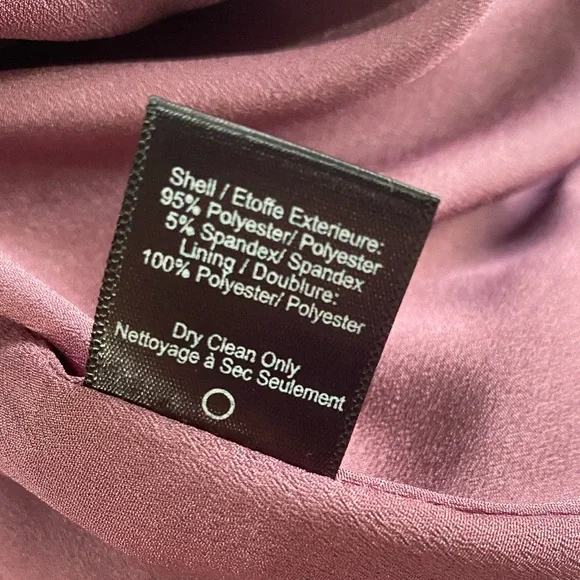 Shell / Etoffe Exterieure:
95% Polyester/ Polyester
5% Spandex/ Spandex
Lining / Doublure:
100% Polyester/ Polyester
Dry Clean Only
Nettoyage à Sec Seulement